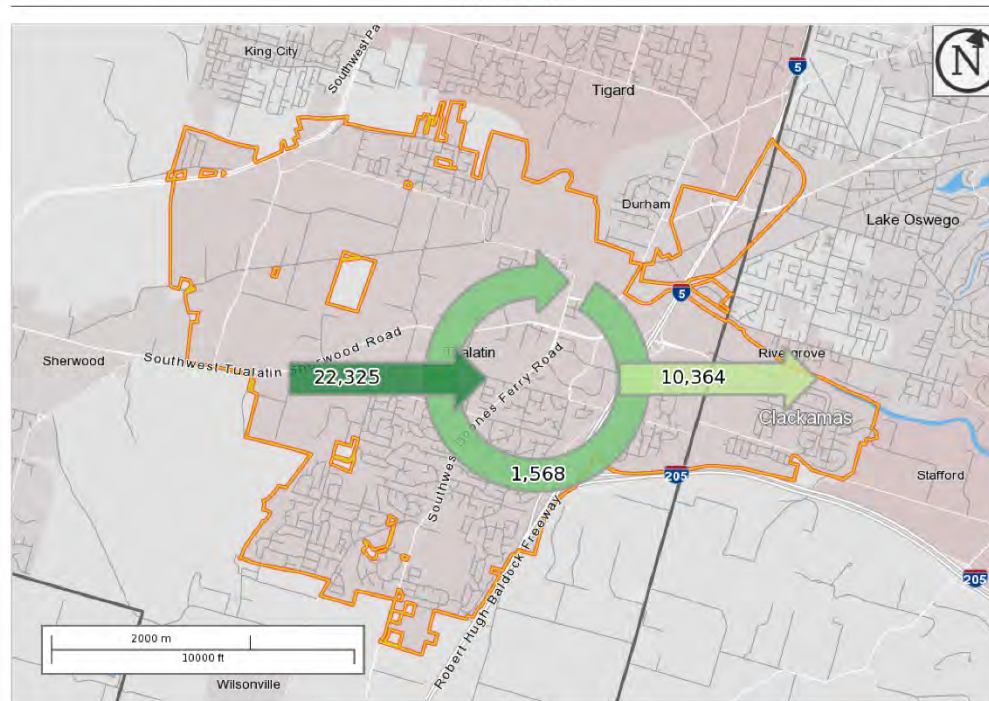 King City
Southwest Pa
Tigard
5
N
Durham
Lake Oswego
5
Sherwood
Southwest Tualatin Sherwood Road
Tualatin
Rivergrove
22,325
10,364
Southwest Boones Ferry Road
Clackamas
1,568
205
Stafford
205
Robert Hugh Baldock Freeway
2000 m
10000 ft
Wilsonville